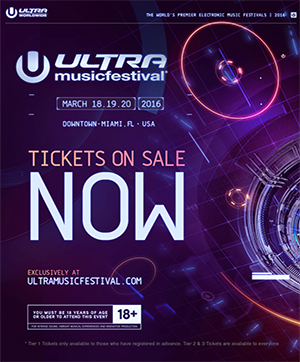 ULTRA
WORLDWIDE
THE WORLD'S PREMIER ELECTRONIC MUSIC FESTIVALS | 2016
ULTRA
musicfestival
MARCH 18.19.20 2016
DOWNTOWN · MIAMI, FL · USA
TICKETS ON SALE
NOW
EXCLUSIVELY AT
ULTRAMUSICFESTIVAL.COM
YOU MUST BE 18 YEARS OF AGE
OR OLDER TO ATTEND THIS EVENT
18+
* Tier 1 Tickets only available to those who have registered in advance. Tier 2 & 3 Tickets are available to everyone